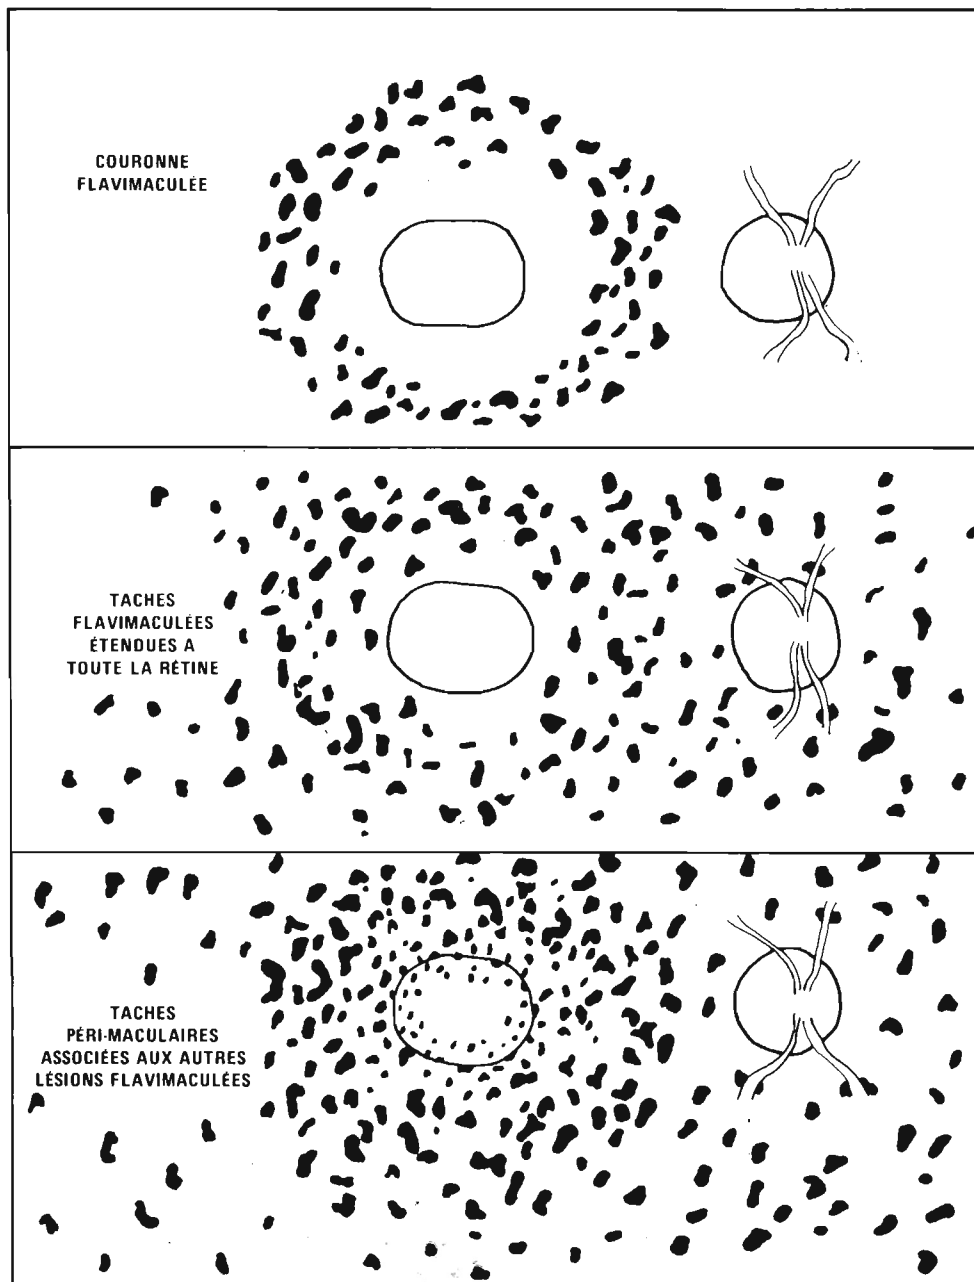 COURONNE
FLAVIMACULÉE
TACHES
FLAVIMACULÉES
ÉTENDUES A
TOUTE LA RÉTINE
TACHES
PÉRI-MACULAIRES
ASSOCIÉES AUX AUTRES
LÉSIONS FLAVIMACULÉES